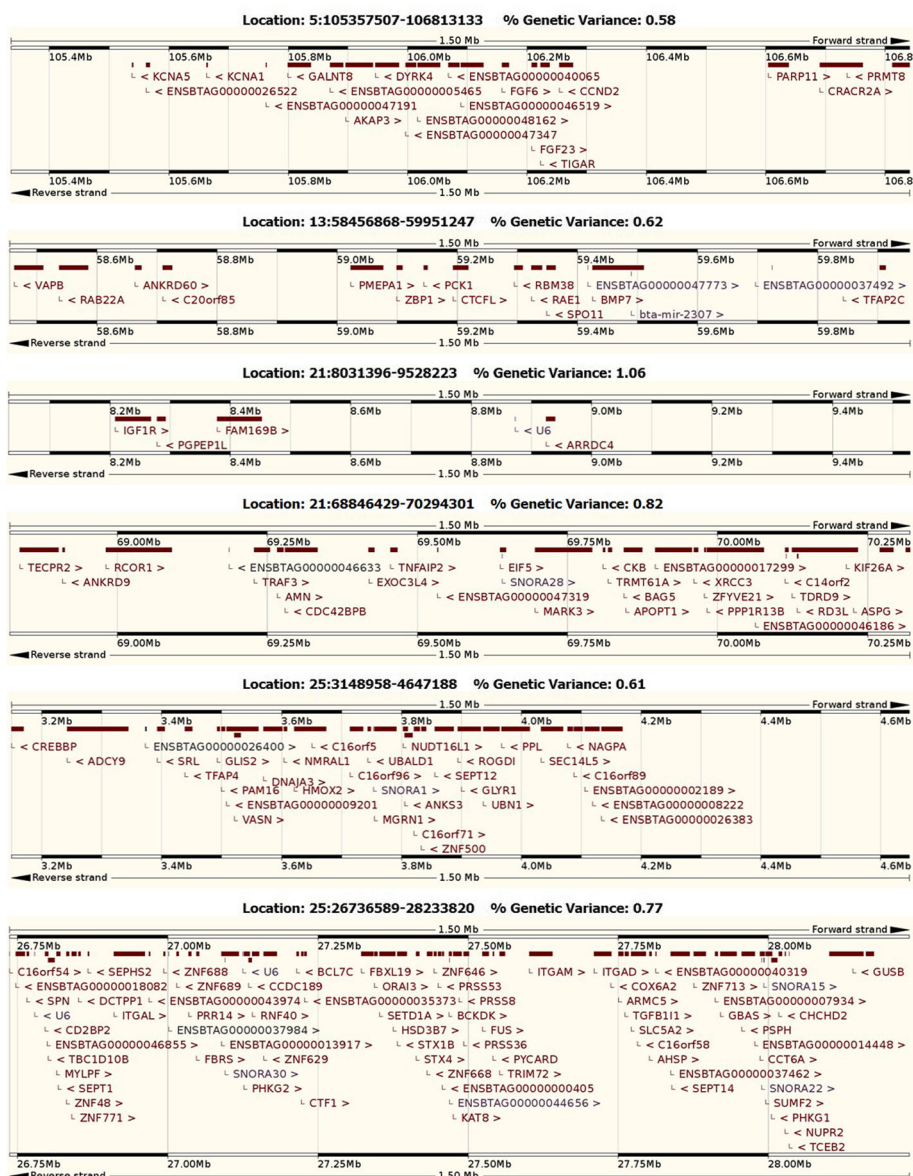 Location: 5:105357507-106813133 % Genetic Variance: 0.58
1.50 Mb Forward strand
105.4Mb 105.6Mb 105.8Mb 106.0Mb 106.2Mb 106.4Mb 106.6Mb 106.8
< KCNA5 < KCNA1 < GALNT8 < DYRK4 < ENSBTAG00000040065 PARP11 > < PRMT8
< ENSBTAG00000026522 < ENSBTAG00000005465 FGF6 > < CCND2 CRACR2A >
< ENSBTAG00000047191 < ENSBTAG00000046519 >
AKAP3 > ENSBTAG00000048162 >
< ENSBTAG00000047347
FGF23 >
< TIGAR
105.4Mb 105.6Mb 105.8Mb 106.0Mb 106.2Mb 106.4Mb 106.6Mb 106.8
Reverse strand 1.50 Mb
Location: 13:58456868-59951247 % Genetic Variance: 0.62
1.50 Mb Forward strand
58.6Mb 58.8Mb 59.0Mb 59.2Mb 59.4Mb 59.6Mb 59.8Mb
< VAPB ANKRD60 > PMEPA1 > < PCK1 < RBM38 ENSBTAG00000047773 > ENSBTAG00000037492 >
< RAB22A < C20orf85 ZBP1 > CTCFL > < RAE1 BMP7 > < TFAP2C
< SPO11 bta-mir-2307 >
58.6Mb 58.8Mb 59.0Mb 59.2Mb 59.4Mb 59.6Mb 59.8Mb
Reverse strand 1.50 Mb
Location: 21:8031396-9528223 % Genetic Variance: 1.06
1.50 Mb Forward strand
8.2Mb 8.4Mb 8.6Mb 8.8Mb 9.0Mb 9.2Mb 9.4Mb
IGF1R > FAM169B > < U6
< PGPEP1L < ARRDC4
8.2Mb 8.4Mb 8.6Mb 8.8Mb 9.0Mb 9.2Mb 9.4Mb
Reverse strand 1.50 Mb
Location: 21:68846429-70294301 % Genetic Variance: 0.82
1.50 Mb Forward strand
69.00Mb 69.25Mb 69.50Mb 69.75Mb 70.00Mb 70.25Mb
TECPR2 > RCOR1 > < ENSBTAG00000046633 TNFAIP2 > EIF5 > < CKB ENSBTAG00000017299 > KIF26A >
< ANKRD9 TRAF3 > EXOC3L4 > SNORA28 > TRMT61A > < XRCC3 < C14orf2
AMN > < ENSBTAG00000047319 < BAG5 ZFYVE21 > TDRD9 >
< CDC42BPB MARK3 > APOPT1 > < PPP1R13B < RD3L ASPG >
ENSBTAG00000046186 >
69.00Mb 69.25Mb 69.50Mb 69.75Mb 70.00Mb 70.25Mb
Reverse strand 1.50 Mb
Location: 25:3148958-4647188 % Genetic Variance: 0.61
1.50 Mb Forward strand
3.2Mb 3.4Mb 3.6Mb 3.8Mb 4.0Mb 4.2Mb 4.4Mb 4.6Mb
< CREBBP ENSBTAG00000026400 > < C16orf5 NUDT16L1 > < PPL < NAGPA
< ADCY9 < SRL GLIS2 > < NMRAL1 < UBALD1 < ROGDI SEC14L5 >
< TFAP4 DNAJA3 > C16orf96 > < SEPT12 < C16orf89
< PAM16 HMOX2 > SNORA1 > < GLYR1 ENSBTAG00000002189 >
< ENSBTAG00000009201 < ANKS3 UBN1 > < ENSBTAG00000008222
VASN > < MGRN1 > < ENSBTAG00000026383
C16orf71 >
< ZNF500
3.2Mb 3.4Mb 3.6Mb 3.8Mb 4.0Mb 4.2Mb 4.4Mb 4.6Mb
Reverse strand 1.50 Mb
Location: 25:26736589-28233820 % Genetic Variance: 0.77
1.50 Mb Forward strand
26.75Mb 27.00Mb 27.25Mb 27.50Mb 27.75Mb 28.00Mb
C16orf54 > < SEPHS2 < ZNF688 < U6 < BCL7C FBXL19 > ZNF646 > ITGAM > ITGAD > < ENSBTAG00000040319 < GUSB
< ENSBTAG00000018082 < ZNF689 < CCDC189 ORAI3 > < PRSS53 < COX6A2 ZNF713 > SNORA15 >
< SPN < DCTPP1 < ENSBTAG00000043974 < ENSBTAG00000035373 < PRSS8 ARMC5 > ENSBTAG00000007934 >
< U6 ITGAL > PRR14 > RNF40 > SETD1A > BCKDK > TGFB1I1 > GBAS > < CHCHD2
< CD2BP2 ENSBTAG00000037984 > HSD3B7 > FUS > SLC5A2 > < PSPH
ENSBTAG00000046855 > < ENSBTAG00000013917 < STX1B < PRSS36 < C16orf58 ENSBTAG00000014448 >
< TBC1D10B FBRS > < ZNF629 STX4 > < PYCARD AHSP > CCT6A >
MYLPF > SNORA30 > < ZNF668 TRIM72 > ENSBTAG00000037462 >
< SEPT1 PHKG2 > < ENSBTAG00000000405 < SEPT14 SNORA22 >
ZNF48 > CTF1 > ENSBTAG00000044656 > SUMF2 >
ZNF771 > KAT8 > < PHKG1
< NUPR2
< TCEB2
26.75Mb 27.00Mb 27.25Mb 27.50Mb 27.75Mb 28.00Mb
Reverse strand 1.50 Mb